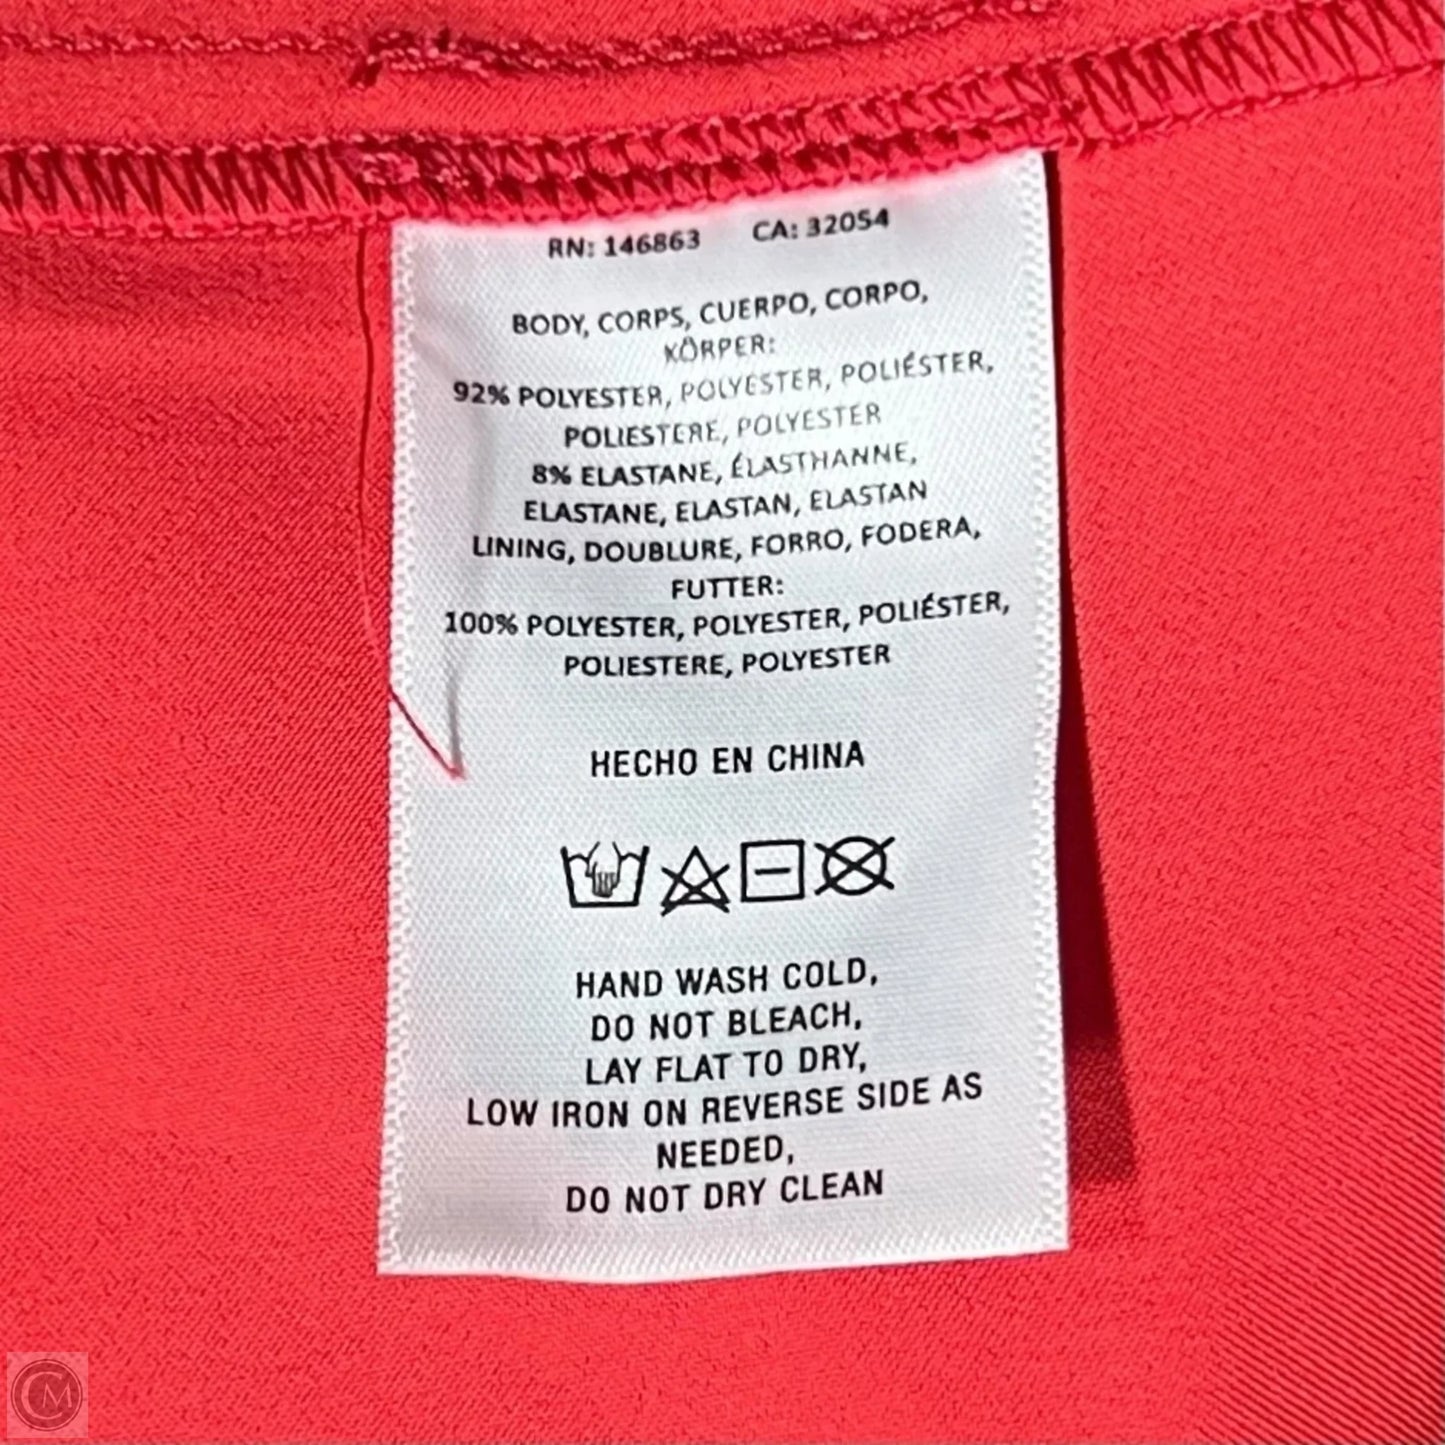 RN: 146863 CA: 32054
BODY, CORPS, CUERPO, CORPO,
KÖRPER:
92% POLYESTER, POLYESTER, POLIÉSTER,
POLIESTERE, POLYESTER
8% ELASTANE, ÉLASTHANNE,
ELASTANE, ELASTAN, ELASTAN
LINING, DOUBLURE, FORRO, FODERA,
FUTTER:
100% POLYESTER, POLYESTER, POLIÉSTER,
POLIESTERE, POLYESTER
HECHO EN CHINA
HAND WASH COLD,
DO NOT BLEACH,
LAY FLAT TO DRY,
LOW IRON ON REVERSE SIDE AS
NEEDED,
DO NOT DRY CLEAN
CM